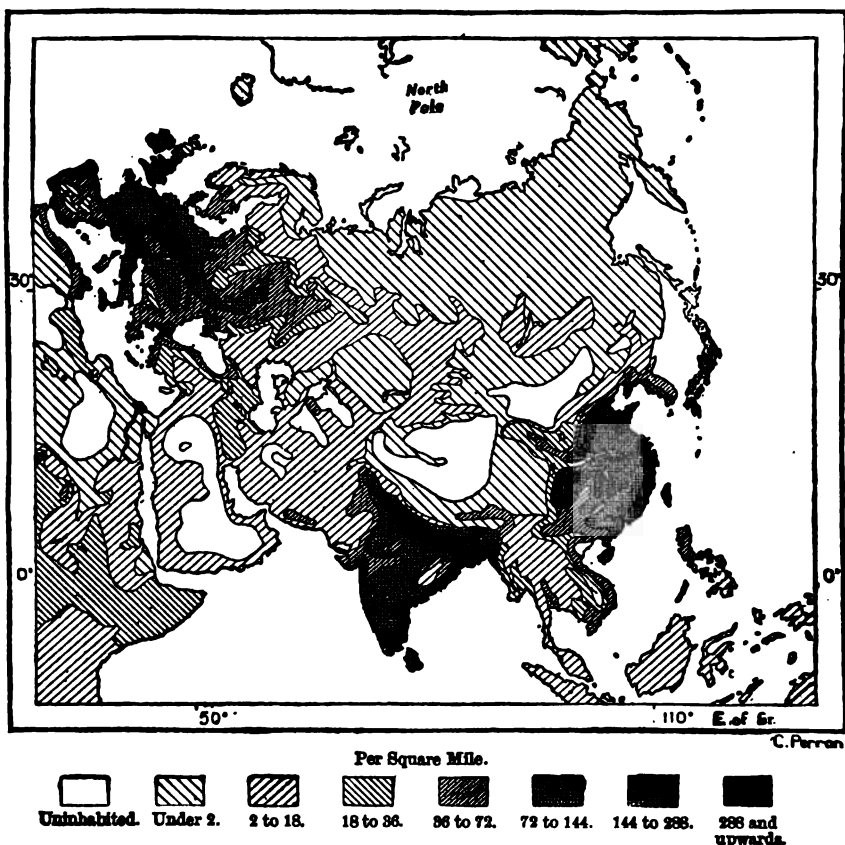 North
Pole
30°
30°
0°
0°
50°
110°
E. of Gr.
C. Perron
Per Square Mile.
Uninhabited.
Under 2.
2 to 18.
18 to 36.
36 to 72.
72 to 144.
144 to 288.
288 and
upwards.